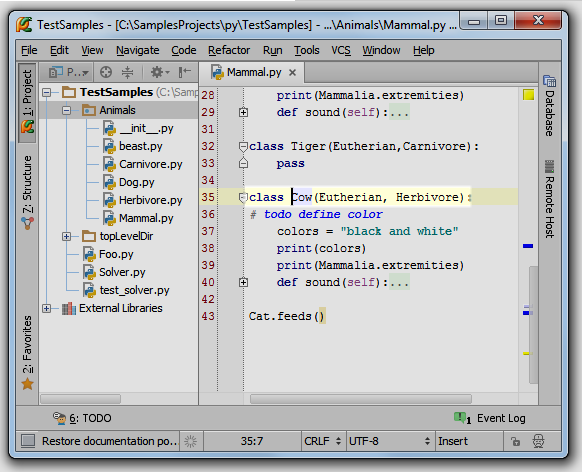 TestSamples - [C:\SamplesProjects\py\TestSamples] - ...\Animals\Mammal.py ...
File Edit View Navigate Code Refactor Run Tools VCS Window Help
P...
Mammal.py
1: Project
7: Structure
2: Favorites
TestSamples (C:\Samp
Animals
__init__.py
beast.py
Carnivore.py
Dog.py
Herbivore.py
Mammal.py
topLevelDir
Foo.py
Solver.py
test_solver.py
External Libraries
28 print(Mammalia.extremities)
29 def sound(self):...
31
32 class Tiger(Eutherian,Carnivore):
33 pass
34
35 class Cow(Eutherian, Herbivore):
36 # todo define color
37 colors = "black and white"
38 print(colors)
39 print(Mammalia.extremities)
40 def sound(self):...
42
43 Cat.feeds()
Database
Remote Host
6: TODO
1 Event Log
Restore documentation po... 35:7 CRLF UTF-8 Insert